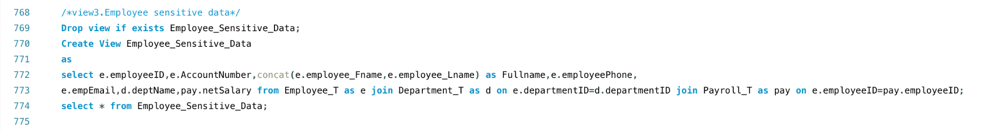 768 /*view3.Employee sensitive data*/
769 Drop view if exists Employee_Sensitive_Data;
770 Create View Employee_Sensitive_Data
771 as
772 select e.employeeID,e.AccountNumber,concat(e.employee_Fname,e.employee_Lname) as Fullname,e.employeePhone,
773 e.empEmail,d.deptName,pay.netSalary from Employee_T as e join Department_T as d on e.departmentID=d.departmentID join Payroll_T as pay on e.employeeID=pay.employeeID;
774 select * from Employee_Sensitive_Data;
775